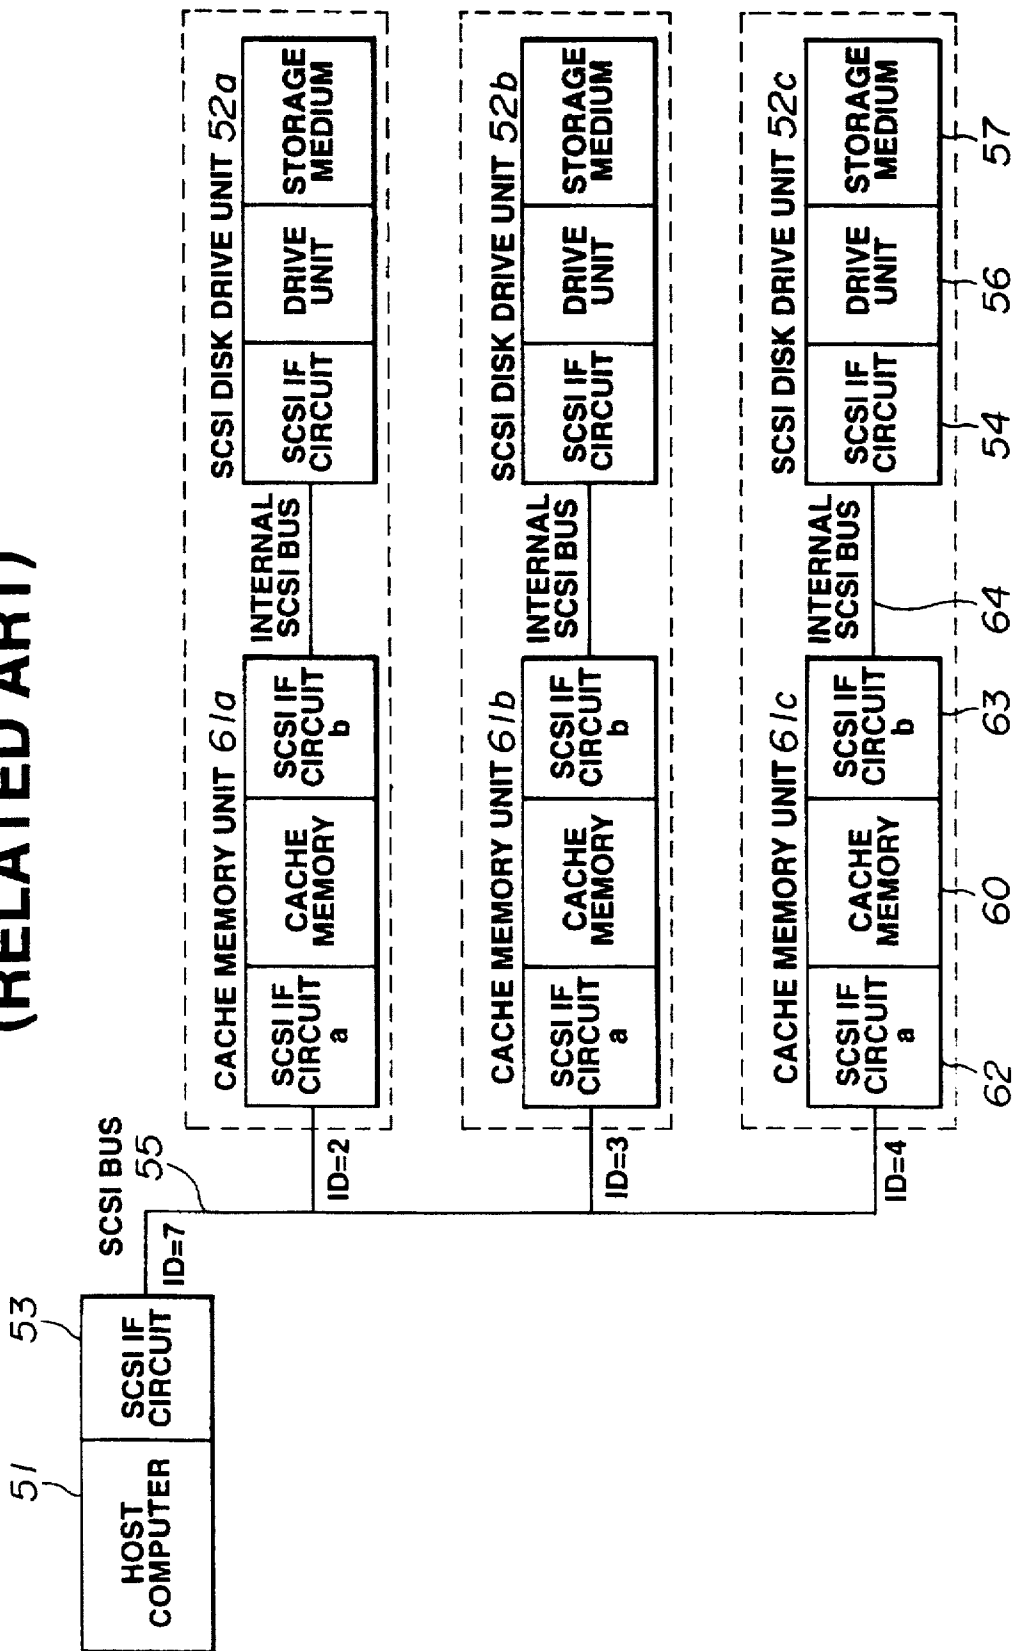 (RELATED ART)
51
53
HOST
COMPUTER
SCSI IF
CIRCUIT
SCSI BUS
55
ID=7
ID=2
CACHE MEMORY UNIT 61a
SCSI IF
CIRCUIT
a
CACHE
MEMORY
SCSI IF
CIRCUIT
b
INTERNAL
SCSI BUS
SCSI DISK DRIVE UNIT 52a
SCSI IF
CIRCUIT
DRIVE
UNIT
STORAGE
MEDIUM
ID=3
CACHE MEMORY UNIT 61b
SCSI IF
CIRCUIT
a
CACHE
MEMORY
SCSI IF
CIRCUIT
b
INTERNAL
SCSI BUS
SCSI DISK DRIVE UNIT 52b
SCSI IF
CIRCUIT
DRIVE
UNIT
STORAGE
MEDIUM
ID=4
CACHE MEMORY UNIT 61c
SCSI IF
CIRCUIT
a
CACHE
MEMORY
SCSI IF
CIRCUIT
b
INTERNAL
SCSI BUS
SCSI DISK DRIVE UNIT 52c
SCSI IF
CIRCUIT
DRIVE
UNIT
STORAGE
MEDIUM
62
60
63
64
54
56
57